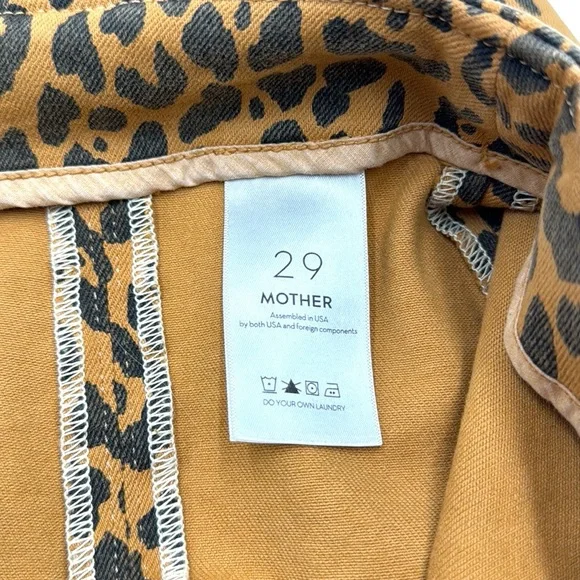 29
MOTHER
Assembled in USA
by both USA and foreign components
DO YOUR OWN LAUNDRY